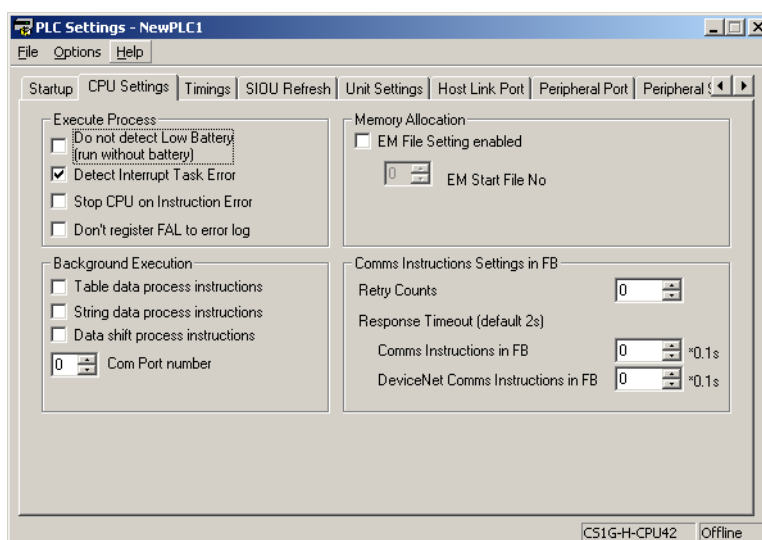 PLC Settings - NewPLC1
File Options Help
Startup CPU Settings Timings SIOU Refresh Unit Settings Host Link Port Peripheral Port Peripheral
Execute Process
Do not detect Low Battery
(run without battery)
Detect Interrupt Task Error
Stop CPU on Instruction Error
Don't register FAL to error log
Memory Allocation
EM File Setting enabled
0 EM Start File No
Background Execution
Table data process instructions
String data process instructions
Data shift process instructions
0 Com Port number
Comms Instructions Settings in FB
Retry Counts 0
Response Timeout (default 2s)
Comms Instructions in FB 0 *0.1s
DeviceNet Comms Instructions in FB 0 *0.1s
CS1G-H-CPU42 Offline